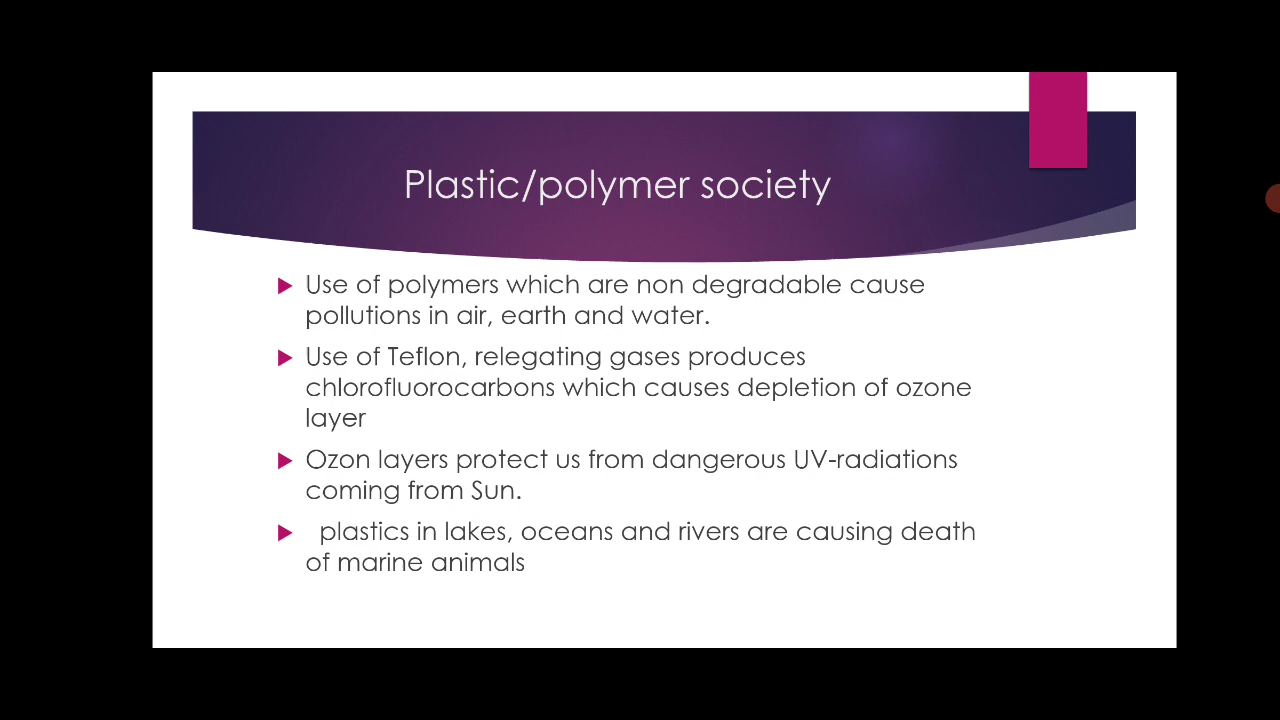 Plastic/polymer society
Use of polymers which are non degradable cause
pollutions in air, earth and water.
Use of Teflon, relegating gases produces
chlorofluorocarbons which causes depletion of ozone
layer
Ozon layers protect us from dangerous UV-radiations
coming from Sun.
plastics in lakes, oceans and rivers are causing death
of marine animals